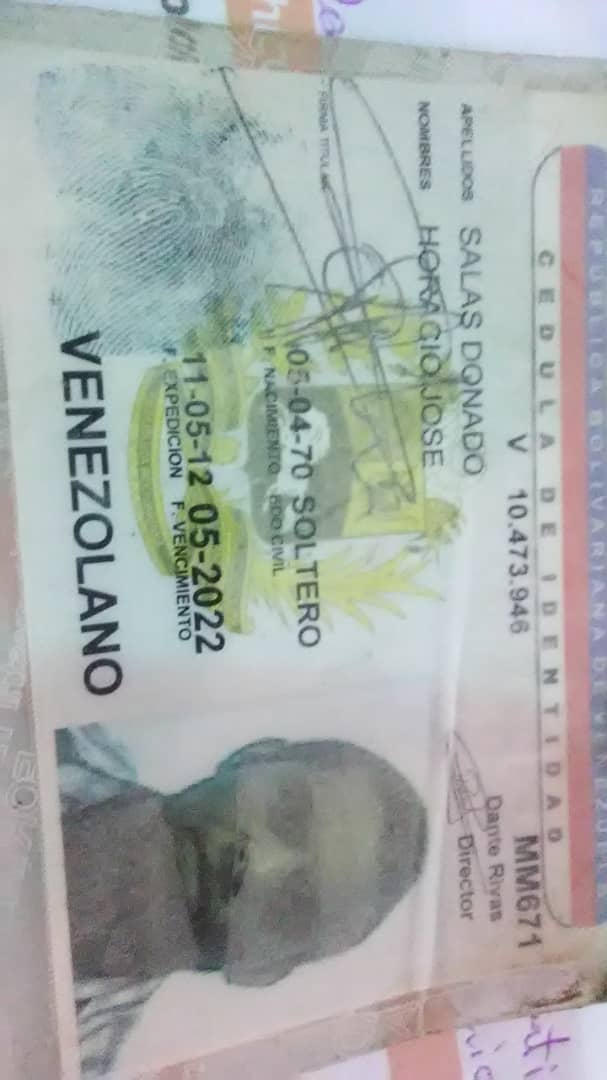 REPUBLICA BOLIVARIANA DE VENEZUELA
CEDULA DE IDENTIDAD
V 10.473.946 MM671
Dante Rivas
Director
APELLIDOS SALAS DONADO
NOMBRES HORACIO JOSE
FIRMA TITULAR
05-04-70 SOLTERO
F. NACIMIENTO EDO CIVIL
11-05-12 05-2022
F. EXPEDICION F. VENCIMIENTO
VENEZOLANO